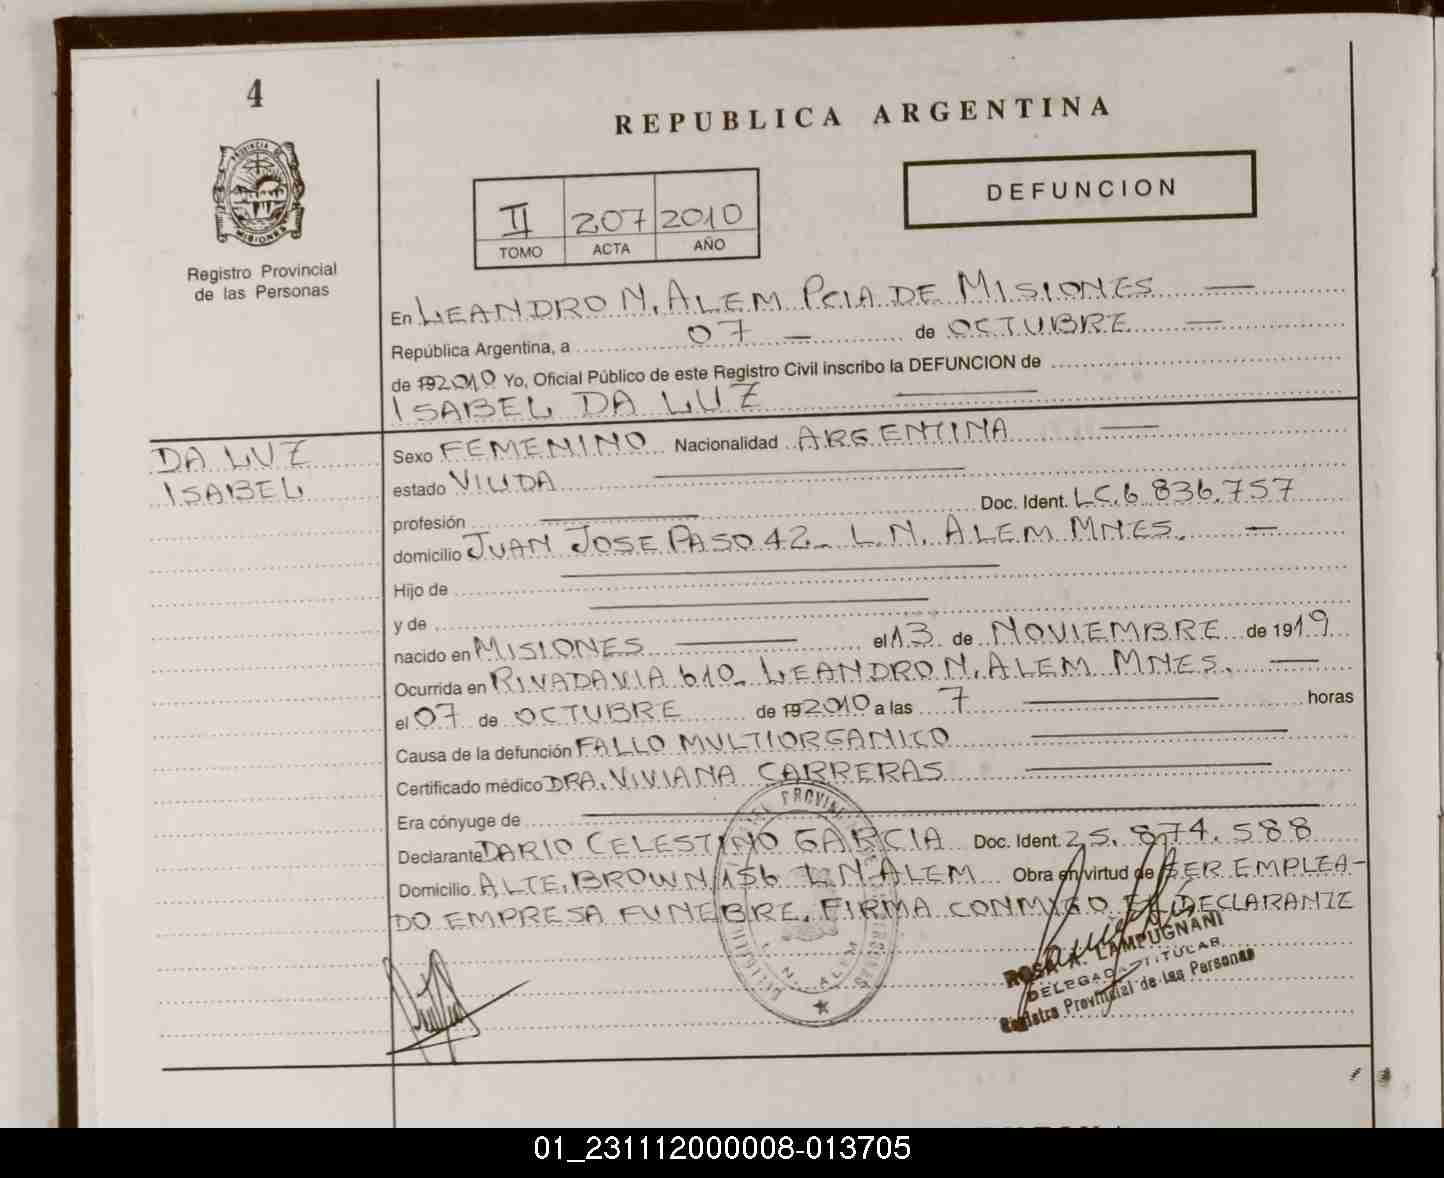 4
REPUBLICA ARGENTINA
PROVINCIA DE
MISIONES
Registro Provincial
de las Personas
DEFUNCION
II 207 2010
TOMO ACTA AÑO
En LEANDRO N. ALEM PCIA DE MISIONES
República Argentina, a 07 de OCTUBRE
de 192010 Yo, Oficial Público de este Registro Civil inscribo la DEFUNCION de
ISABEL DA LUZ
DA LUZ
ISABEL
Sexo FEMENINO Nacionalidad ARGENTINA
estado VIUDA
profesión Doc. Ident. LC. 6 836.757
domicilio JUAN JOSE PASO 42_ L.N. ALEM MNES.
Hijo de
y de
nacido en MISIONES el 13 de NOVIEMBRE de 1919
Ocurrida en RIVADAVIA 610_ LEANDRO N. ALEM MNES.
el 07 de OCTUBRE de 192010 a las 7 horas
Causa de la defunción FALLO MULTIORGANICO
Certificado médico DRA. VIVIANA CARRERAS
Era cónyuge de
Declarante DARIO CELESTINO GARCIA Doc. Ident. 25.874.588
Domicilio ALTE. BROWN 156 L N ALEM Obra en virtud de SER EMPLEA-
DO EMPRESA FUNEBRE. FIRMA CONMIGO EL DECLARANTE
L. N. ALEM
ROSA A. LAMPUGNANI
DELEGADA TITULAR
Registro Provincial de las Personas
01_231112000008-013705